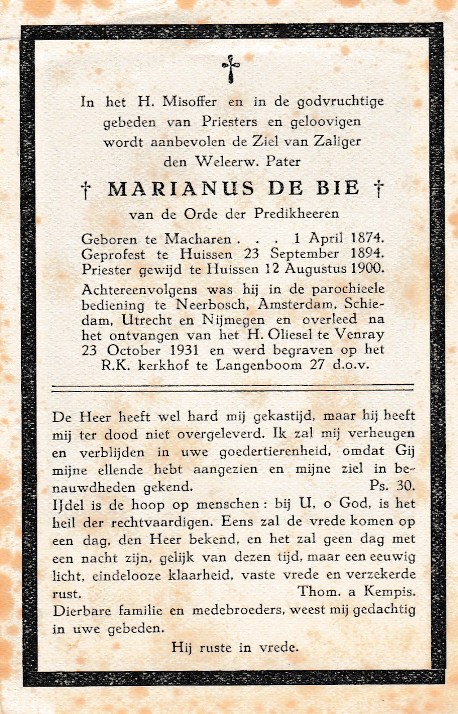 In het H. Misoffer en in de godvruchtige
gebeden van Priesters en geloovigen
wordt aanbevolen de Ziel van Zaliger
den Weleerw. Pater
† MARIANUS DE BIE †
van de Orde der Predikheeren
Geboren te Macharen . . . 1 April 1874.
Geprofest te Huissen 23 September 1894.
Priester gewijd te Huissen 12 Augustus 1900.
Achtereenvolgens was hij in de parochieele
bediening te Neerbosch, Amsterdam, Schie-
dam, Utrecht en Nijmegen en overleed na
het ontvangen van het H. Oliesel te Venray
23 October 1931 en werd begraven op het
R.K. kerkhof te Langenboom 27 d.o.v.
De Heer heeft wel hard mij gekastijd, maar hij heeft
mij ter dood niet overgeleverd. Ik zal mij verheugen
en verblijden in uwe goedertierenheid, omdat Gij
mijne ellende hebt aangezien en mijne ziel in be-
nauwdheden gekend. Ps. 30.
IJdel is de hoop op menschen : bij U, o God, is het
heil der rechtvaardigen. Eens zal de vrede komen op
een dag, den Heer bekend, en het zal geen dag met
een nacht zijn, gelijk van dezen tijd, maar een eeuwig
licht, eindelooze klaarheid, vaste vrede en verzekerde
rust. Thom. a Kempis.
Dierbare familie en medebroeders, weest mij gedachtig
in uwe gebeden.
Hij ruste in vrede.